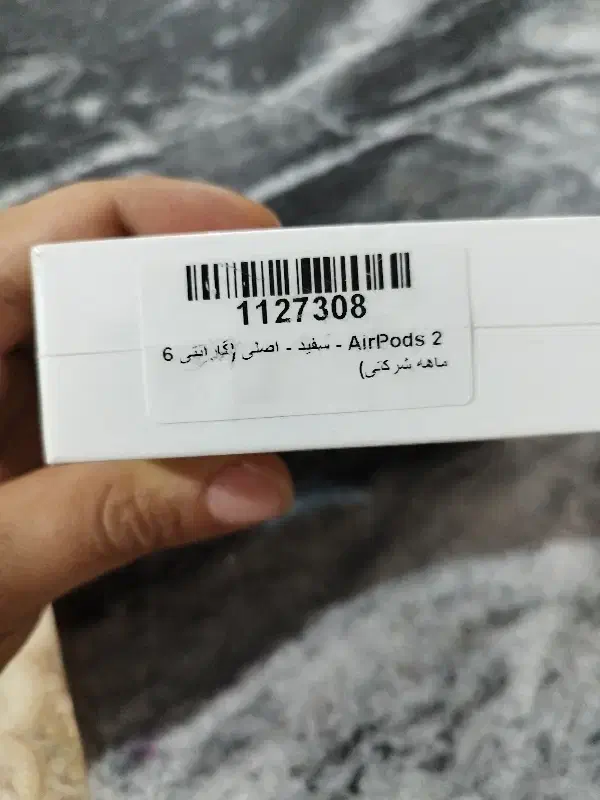 1127308
AirPods 2 - سفید - اصلی (گارانتی 6
ماهه شرکتی)